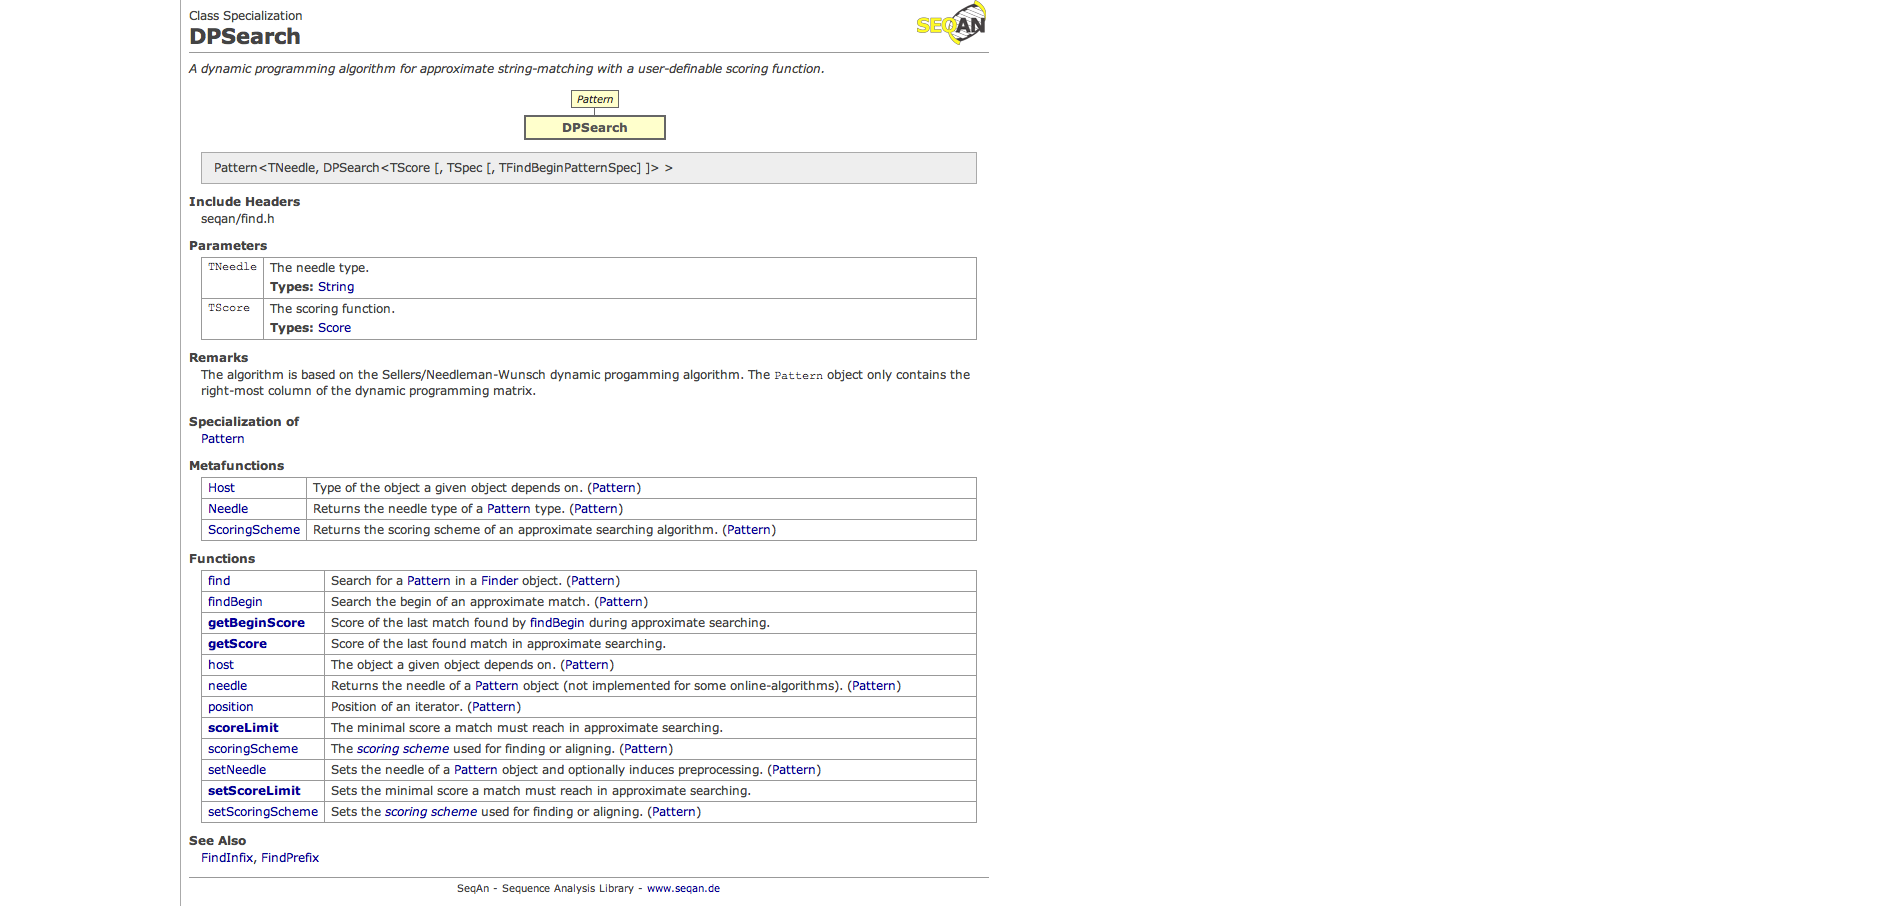 Class Specialization
DPSearch
SEQAN
A dynamic programming algorithm for approximate string-matching with a user-definable scoring function.
Pattern
DPSearch
Pattern<TNeedle, DPSearch<TScore [, TSpec [, TFindBeginPatternSpec] ]> >
Include Headers
seqan/find.h
Parameters
TNeedle The needle type.
Types: String
TScore The scoring function.
Types: Score
Remarks
The algorithm is based on the Sellers/Needleman-Wunsch dynamic progamming algorithm. The Pattern object only contains the
right-most column of the dynamic programming matrix.
Specialization of
Pattern
Metafunctions
Host Type of the object a given object depends on. (Pattern)
Needle Returns the needle type of a Pattern type. (Pattern)
ScoringScheme Returns the scoring scheme of an approximate searching algorithm. (Pattern)
Functions
find Search for a Pattern in a Finder object. (Pattern)
findBegin Search the begin of an approximate match. (Pattern)
getBeginScore Score of the last match found by findBegin during approximate searching.
getScore Score of the last found match in approximate searching.
host The object a given object depends on. (Pattern)
needle Returns the needle of a Pattern object (not implemented for some online-algorithms). (Pattern)
position Position of an iterator. (Pattern)
scoreLimit The minimal score a match must reach in approximate searching.
scoringScheme The scoring scheme used for finding or aligning. (Pattern)
setNeedle Sets the needle of a Pattern object and optionally induces preprocessing. (Pattern)
setScoreLimit Sets the minimal score a match must reach in approximate searching.
setScoringScheme Sets the scoring scheme used for finding or aligning. (Pattern)
See Also
FindInfix, FindPrefix
SeqAn - Sequence Analysis Library - www.seqan.de